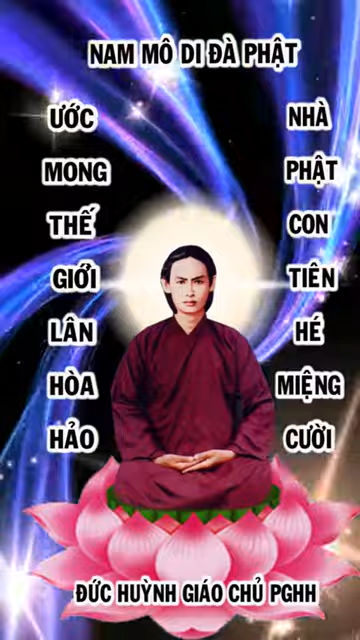 NAM MÔ DI ĐÀ PHẬT
ƯỚC
MONG
THẾ
GIỚI
LÂN
HÒA
HẢO
NHÀ
PHẬT
CON
TIÊN
HÉ
MIỆNG
CƯỜI
ĐỨC HUỲNH GIÁO CHỦ PGHH